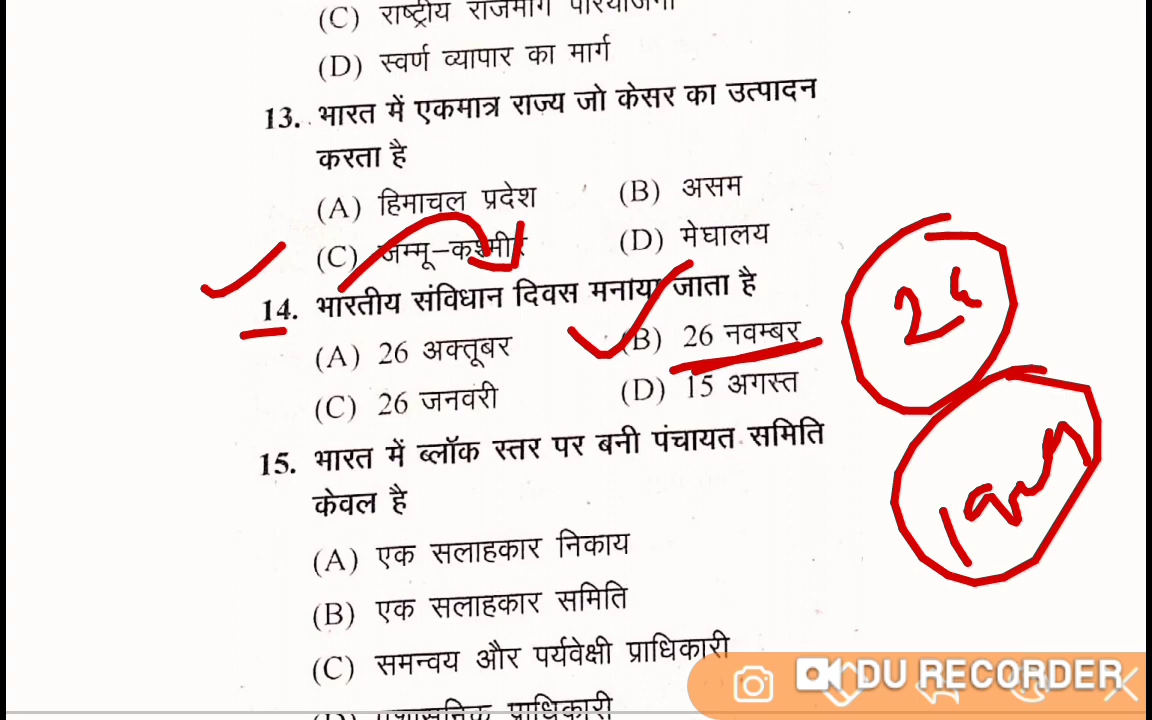 (C) राष्ट्रीय राजमार्ग परियोजना
(D) स्वर्ण व्यापार का मार्ग
13. भारत में एकमात्र राज्य जो केसर का उत्पादन
करता है
(A) हिमाचल प्रदेश (B) असम
(C) जम्मू-कश्मीर (D) मेघालय
14. भारतीय संविधान दिवस मनाया जाता है
(A) 26 अक्तूबर (B) 26 नवम्बर
(C) 26 जनवरी (D) 15 अगस्त
15. भारत में ब्लॉक स्तर पर बनी पंचायत समिति
केवल है
(A) एक सलाहकार निकाय
(B) एक सलाहकार समिति
(C) समन्वय और पर्यवेक्षी प्राधिकारी
(D) प्रशासनिक प्राधिकारी
DU RECORDER